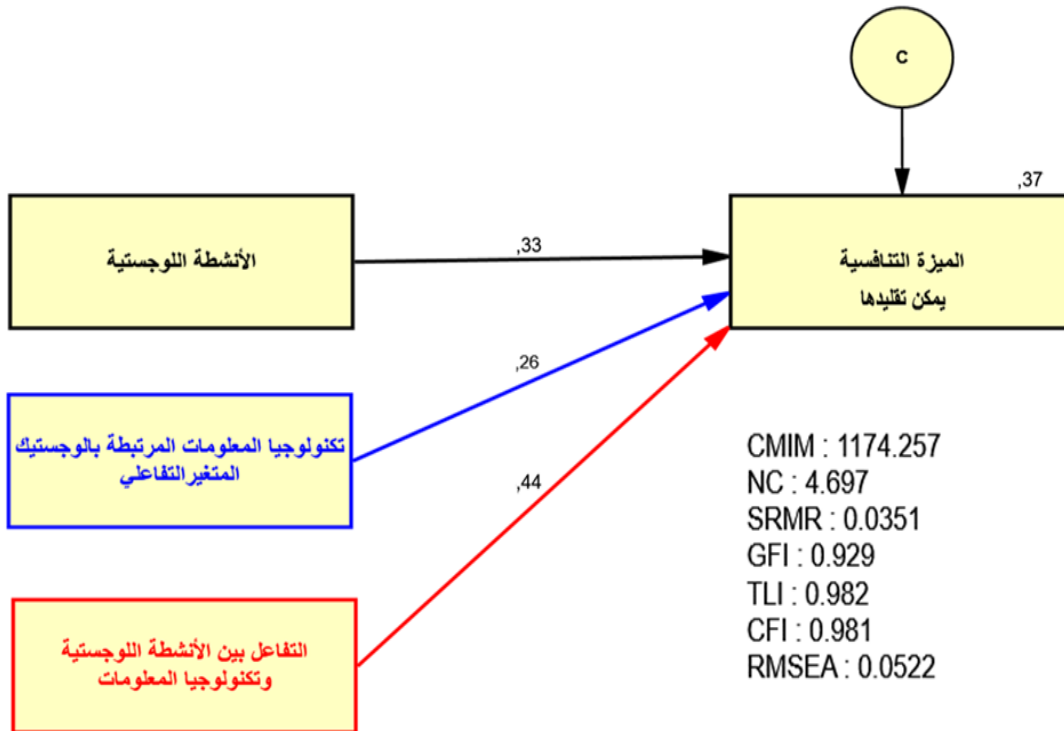 C
,37
الأنشطة اللوجستية
,33
الميزة التنافسية
يمكن تقليدها
,26
تكنولوجيا المعلومات المرتبطة بالوجستيك
المتغيرالتفاعلي
,44
CMIM : 1174.257
NC : 4.697
SRMR : 0.0351
GFI : 0.929
TLI : 0.982
CFI : 0.981
RMSEA : 0.0522
التفاعل بين الأنشطة اللوجستية
وتكنولوجيا المعلومات